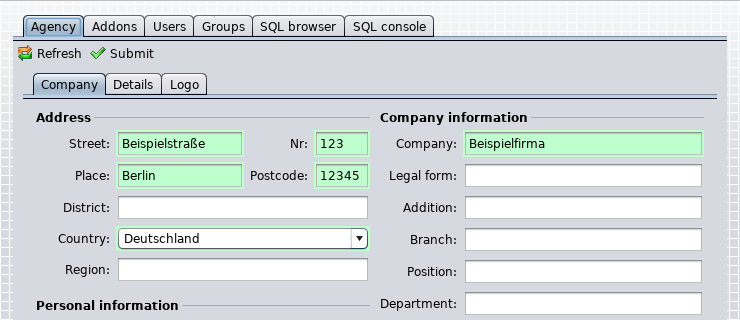 Agency Addons Users Groups SQL browser SQL console
Refresh Submit
Company Details Logo
Address
Street: Beispielstraße Nr: 123
Place: Berlin Postcode: 12345
District:
Country: Deutschland
Region:
Personal information
Company information
Company: Beispielfirma
Legal form:
Addition:
Branch:
Position:
Department: